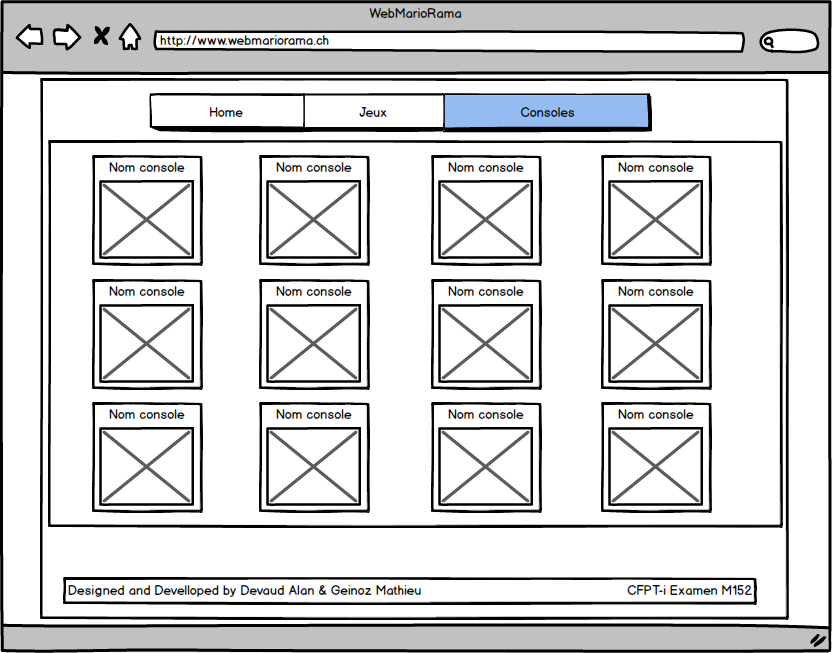 WebMarioRama
http://www.webmariorama.ch
Home Jeux Consoles
Nom console Nom console Nom console Nom console
Nom console Nom console Nom console Nom console
Nom console Nom console Nom console Nom console
Designed and Develloped by Devaud Alan & Geinoz Mathieu CFPT-i Examen M152